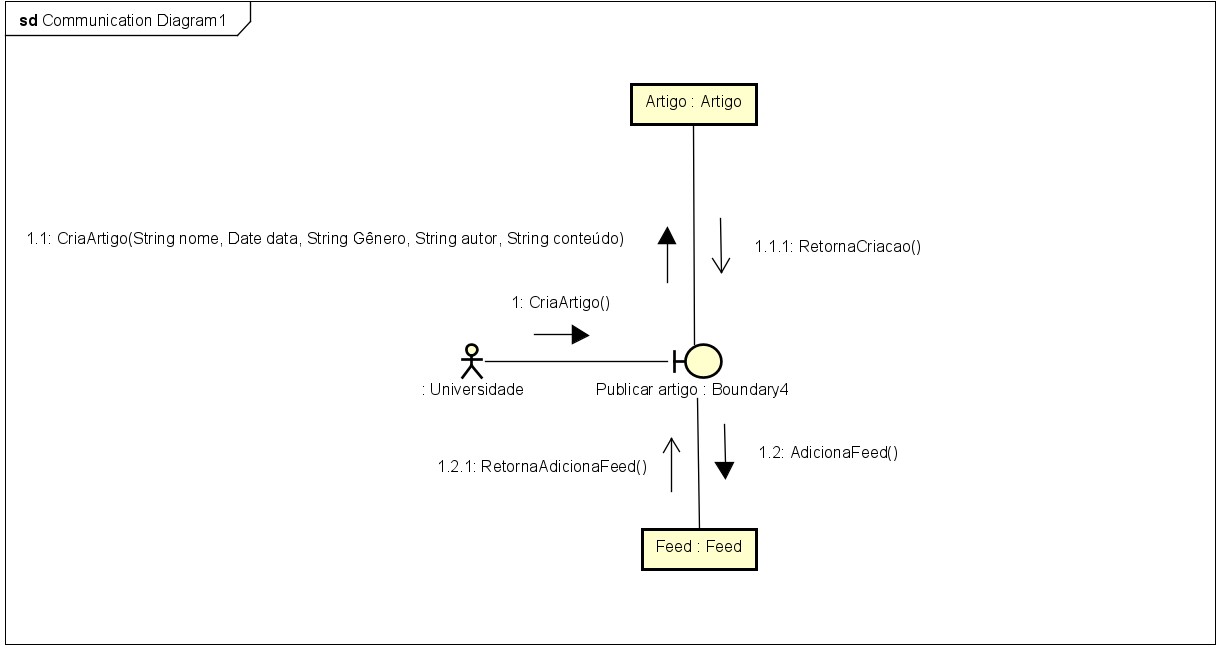 sd Communication Diagram1
Artigo : Artigo
1.1: CriaArtigo(String nome, Date data, String Gênero, String autor, String conteúdo)
1.1.1: RetornaCriacao()
1: CriaArtigo()
: Universidade
Publicar artigo : Boundary4
1.2.1: RetornaAdicionaFeed()
1.2: AdicionaFeed()
Feed : Feed